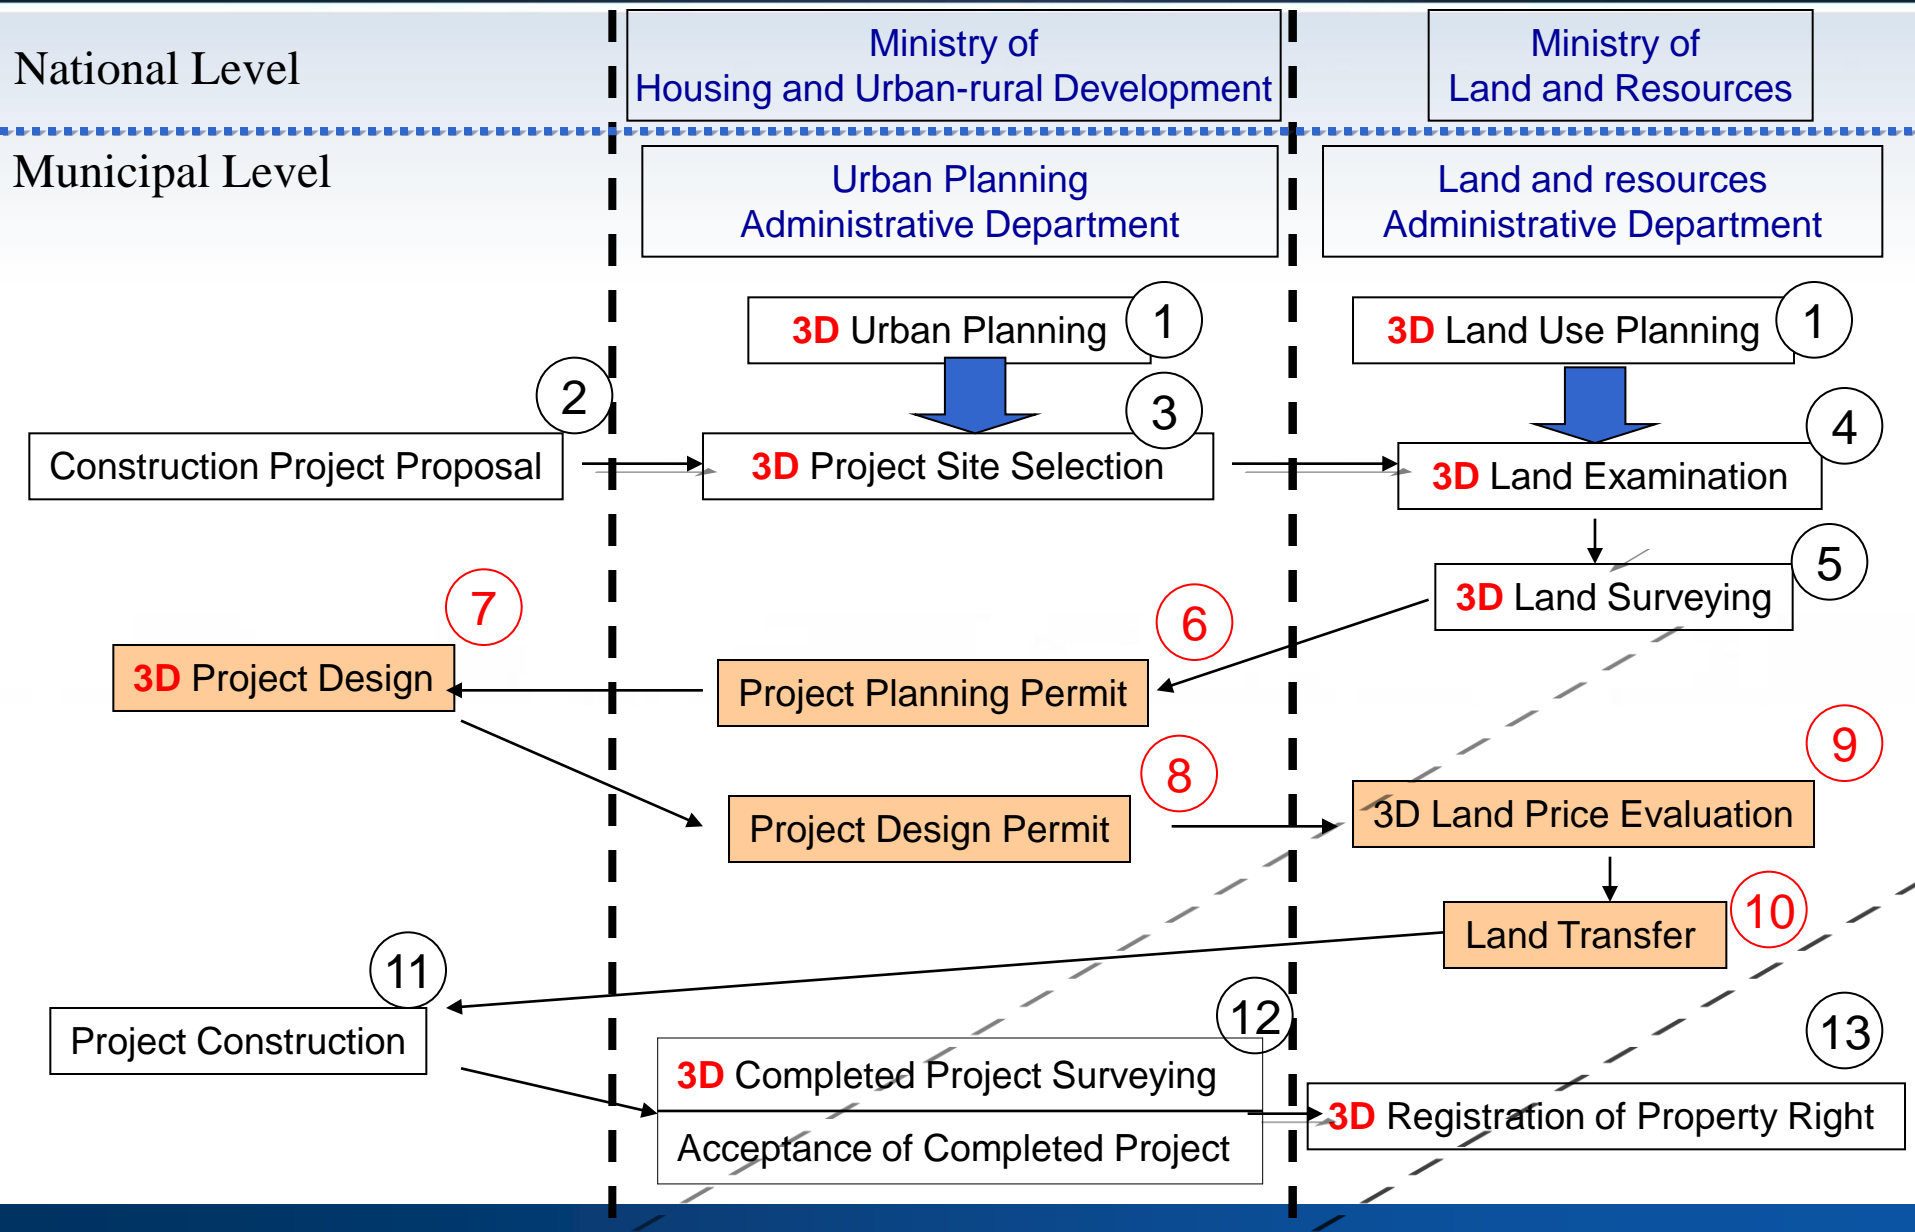 National Level
Ministry of
Housing and Urban-rural Development
Ministry of
Land and Resources
Municipal Level
Urban Planning
Administrative Department
Land and resources
Administrative Department
3D Urban Planning
1
3D Land Use Planning
1
2
Construction Project Proposal
3
3D Project Site Selection
4
3D Land Examination
5
3D Land Surveying
6
Project Planning Permit
7
3D Project Design
8
Project Design Permit
9
3D Land Price Evaluation
10
Land Transfer
11
Project Construction
12
3D Completed Project Surveying
Acceptance of Completed Project
13
3D Registration of Property Right